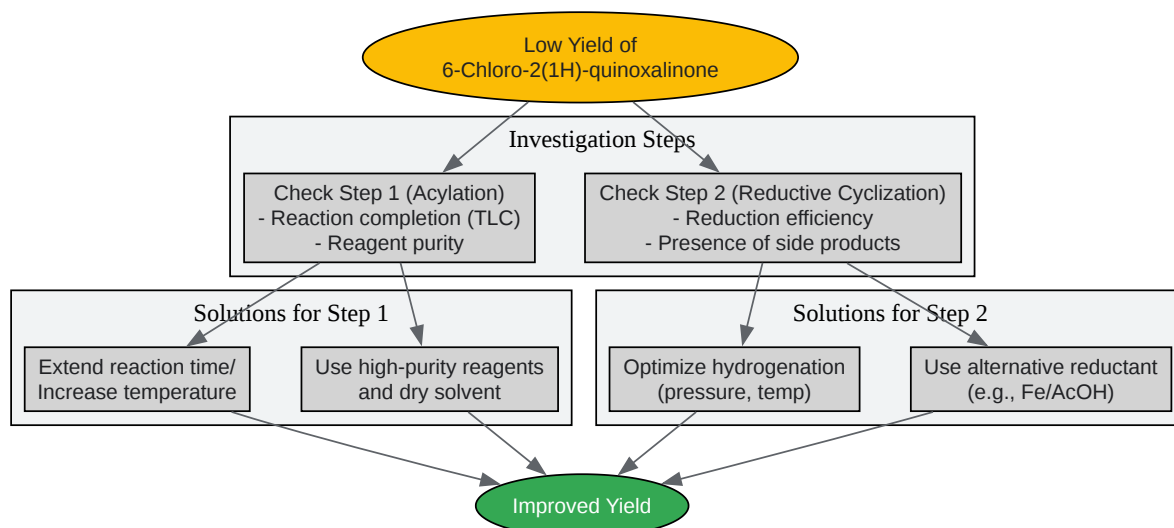 Low Yield of
6-Chloro-2(1H)-quinoxalinone
Investigation Steps
Check Step 1 (Acylation)
- Reaction completion (TLC)
- Reagent purity
Check Step 2 (Reductive Cyclization)
- Reduction efficiency
- Presence of side products
Solutions for Step 1
Extend reaction time/
Increase temperature
Use high-purity reagents
and dry solvent
Solutions for Step 2
Optimize hydrogenation
(pressure, temp)
Use alternative reductant
(e.g., Fe/AcOH)
Improved Yield